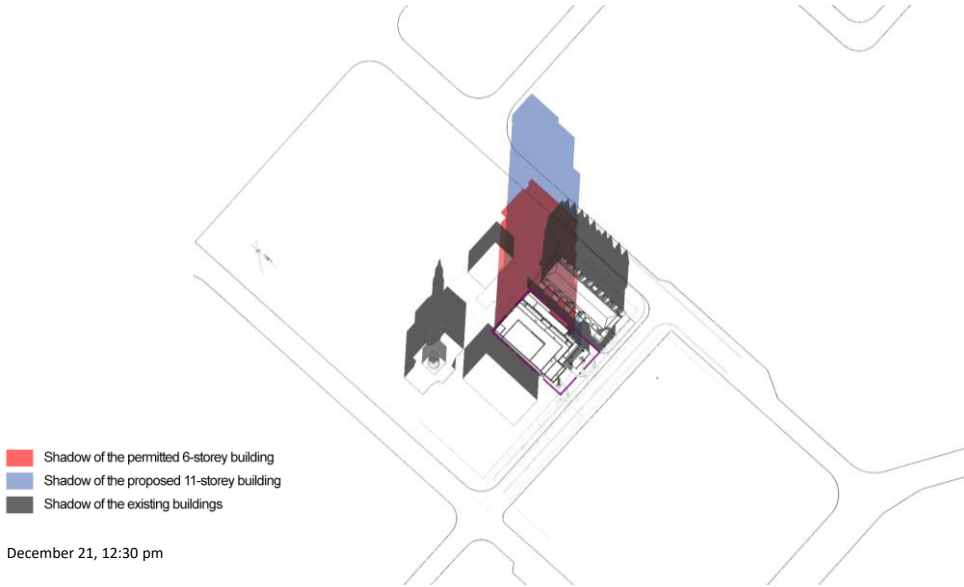 Shadow of the permitted 6-storey building
Shadow of the proposed 11-storey building
Shadow of the existing buildings
December 21, 12:30 pm